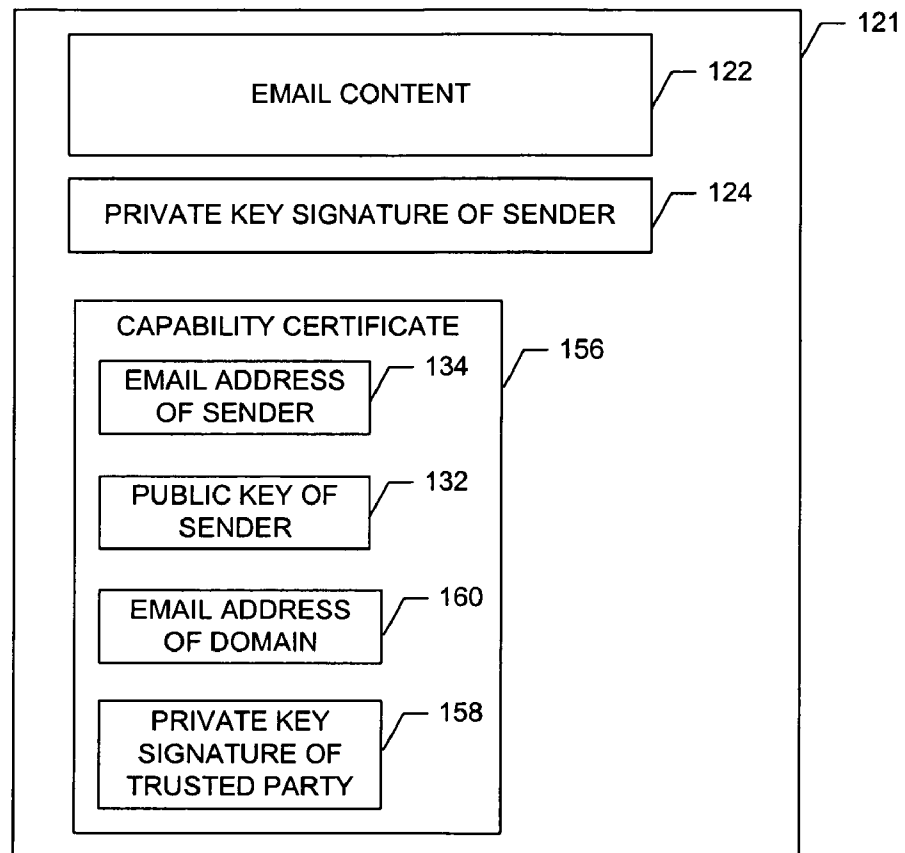 121
EMAIL CONTENT
122
PRIVATE KEY SIGNATURE OF SENDER
124
CAPABILITY CERTIFICATE
156
EMAIL ADDRESS
OF SENDER
134
PUBLIC KEY OF
SENDER
132
EMAIL ADDRESS
OF DOMAIN
160
PRIVATE KEY
SIGNATURE OF
TRUSTED PARTY
158